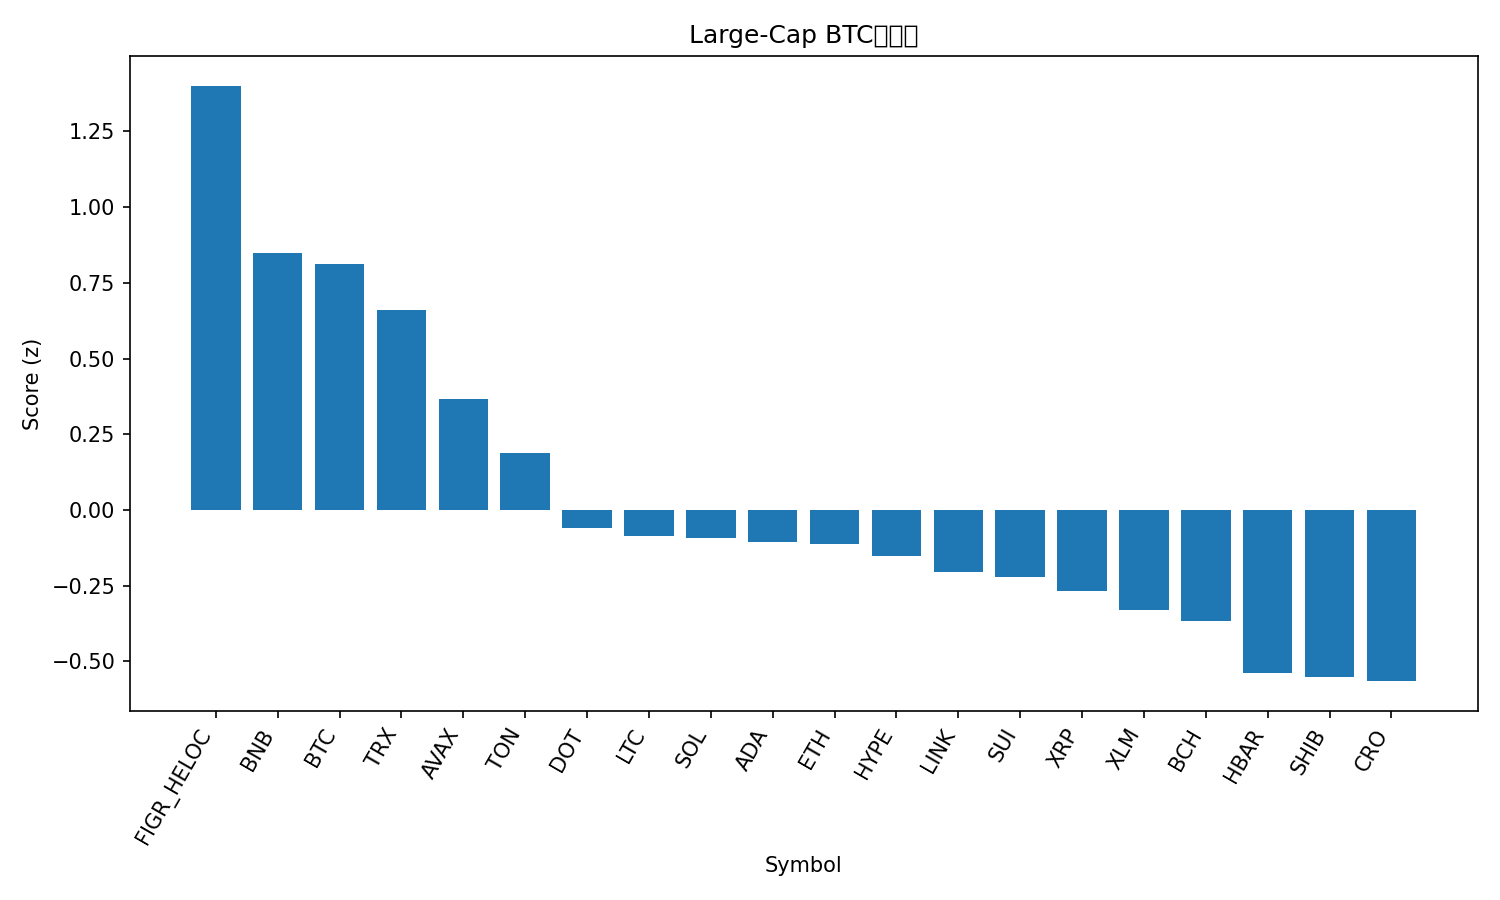 Large-Cap BTC
Score (z)
1.25
1.00
0.75
0.50
0.25
0.00
−0.25
−0.50
FIGR_HELOC
BNB
BTC
TRX
AVAX
TON
DOT
LTC
SOL
ADA
ETH
HYPE
LINK
SUI
XRP
XLM
BCH
HBAR
SHIB
CRO
Symbol